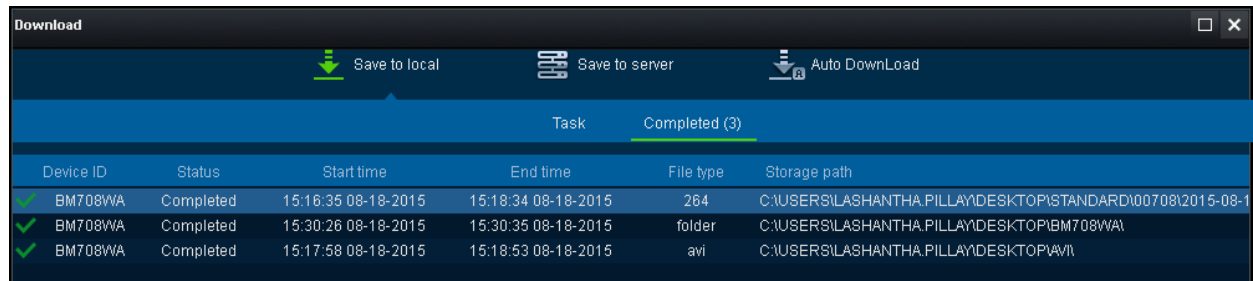 Download
Save to local Save to server Auto DownLoad
Task Completed (3)
Device ID Status Start time End time File type Storage path
BM708WA Completed 15:16:35 08-18-2015 15:18:34 08-18-2015 264 C:\USERS\LASHANTHA.PILLAY\DESKTOP\STANDARD\00708\2015-08-1
BM708WA Completed 15:30:26 08-18-2015 15:30:35 08-18-2015 folder C:\USERS\LASHANTHA.PILLAY\DESKTOP\BM708WA\
BM708WA Completed 15:17:58 08-18-2015 15:18:53 08-18-2015 avi C:\USERS\LASHANTHA.PILLAY\DESKTOP\AVI\